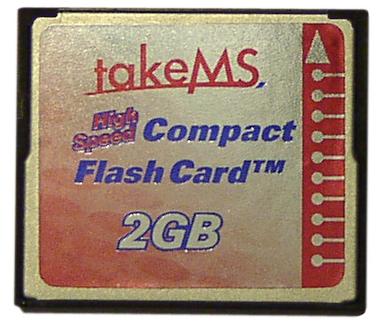 takeMS
High Speed Compact
Flash Card™
2GB